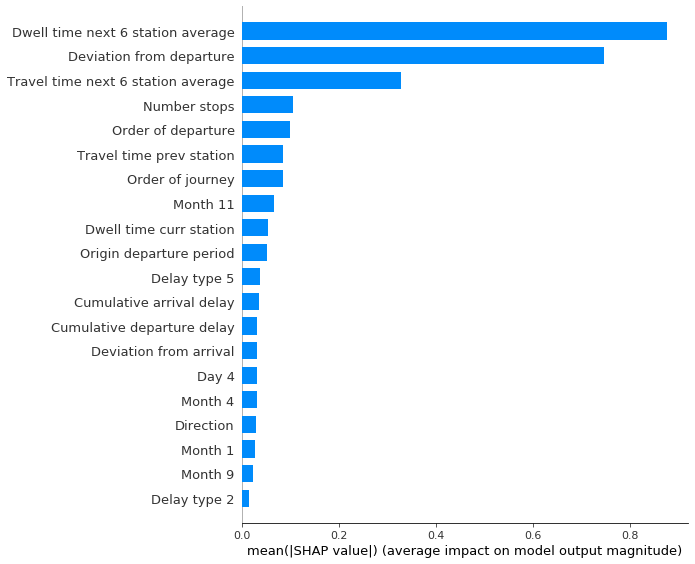 Dwell time next 6 station average
Deviation from departure
Travel time next 6 station average
Number stops
Order of departure
Travel time prev station
Order of journey
Month 11
Dwell time curr station
Origin departure period
Delay type 5
Cumulative arrival delay
Cumulative departure delay
Deviation from arrival
Day 4
Month 4
Direction
Month 1
Month 9
Delay type 2
0.0 0.2 0.4 0.6 0.8
mean(|SHAP value|) (average impact on model output magnitude)